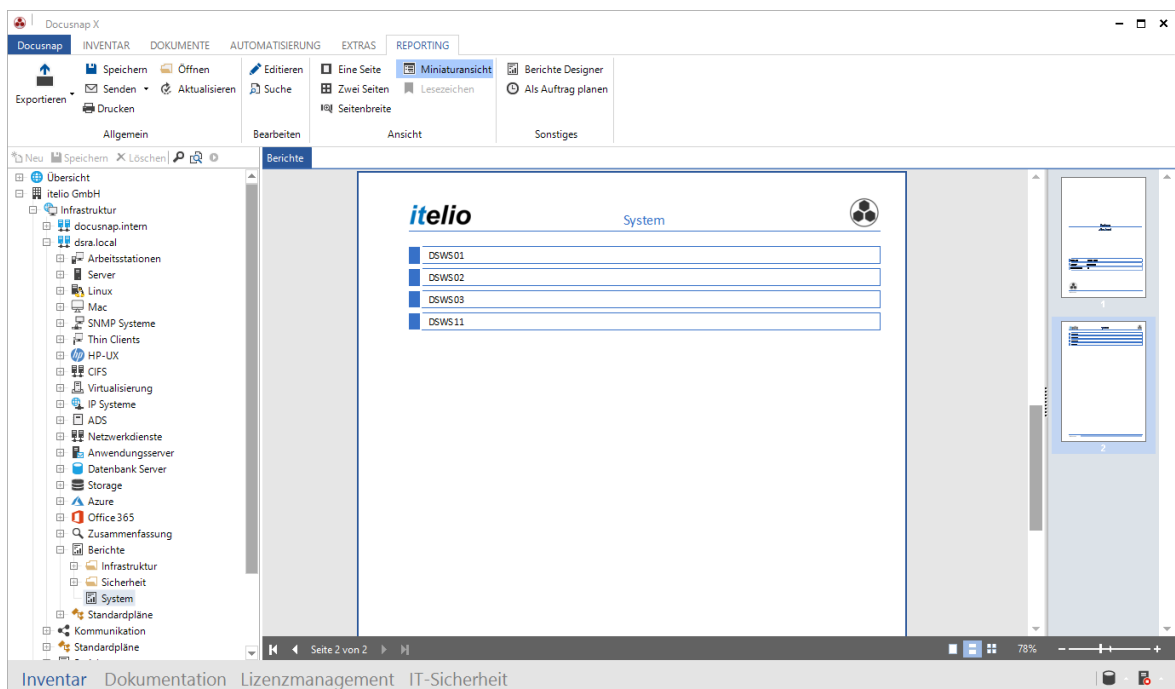 Docusnap X
Docusnap INVENTAR DOKUMENTE AUTOMATISIERUNG EXTRAS REPORTING
Speichern Öffnen Editieren Eine Seite Miniaturansicht Berichte Designer
Exportieren Senden Aktualisieren Suche Zwei Seiten Lesezeichen Als Auftrag planen
Drucken Seitenbreite
Allgemein Bearbeiten Ansicht Sonstiges
Neu Speichern Löschen Berichte
Übersicht
itelio GmbH
Infrastruktur
docusnap.intern
dsra.local
Arbeitsstationen
Server
Linux
Mac
SNMP Systeme
Thin Clients
HP-UX
CIFS
Virtualisierung
IP Systeme
ADS
Netzwerkdienste
Anwendungsserver
Datenbank Server
Storage
Azure
Office 365
Zusammenfassung
Berichte
Infrastruktur
Sicherheit
System
Standardpläne
Kommunikation
Standardpläne
itelio System
DSWS01
DSWS02
DSWS03
DSWS11
1
2
Seite 2 von 2 78%
Inventar Dokumentation Lizenzmanagement IT-Sicherheit